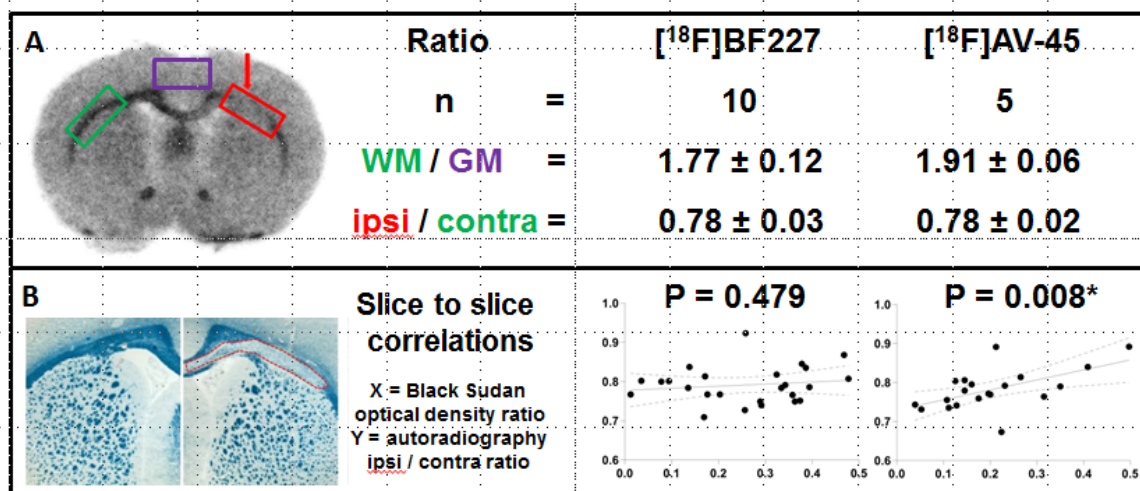 A
Ratio [¹⁸F]BF227 [¹⁸F]AV-45
n = 10 5
WM / GM = 1.77 ± 0.12 1.91 ± 0.06
ipsi / contra = 0.78 ± 0.03 0.78 ± 0.02
B
Slice to slice
correlations
X = Black Sudan
optical density ratio
Y = autoradiography
ipsi / contra ratio
P = 0.479
1.0
0.9
0.8
0.7
0.6
0.0 0.1 0.2 0.3 0.4 0.5
P = 0.008*
1.0
0.9
0.8
0.7
0.6
0.0 0.1 0.2 0.3 0.4 0.5